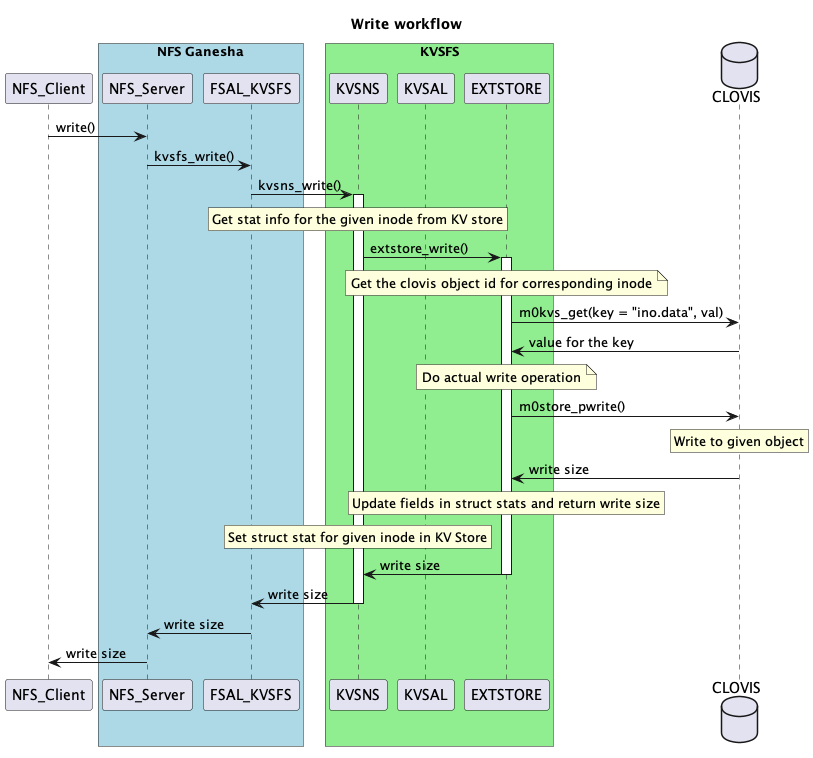 Write workflow
NFS Ganesha
KVSFS
NFS_Client
NFS_Server
FSAL_KVSFS
KVSNS
KVSAL
EXTSTORE
CLOVIS
write()
kvsfs_write()
kvsns_write()
Get stat info for the given inode from KV store
extstore_write()
Get the clovis object id for corresponding inode
m0kvs_get(key = "ino.data", val)
value for the key
Do actual write operation
m0store_pwrite()
Write to given object
write size
Update fields in struct stats and return write size
Set struct stat for given inode in KV Store
write size
write size
write size
write size
NFS_Client
NFS_Server
FSAL_KVSFS
KVSNS
KVSAL
EXTSTORE
CLOVIS